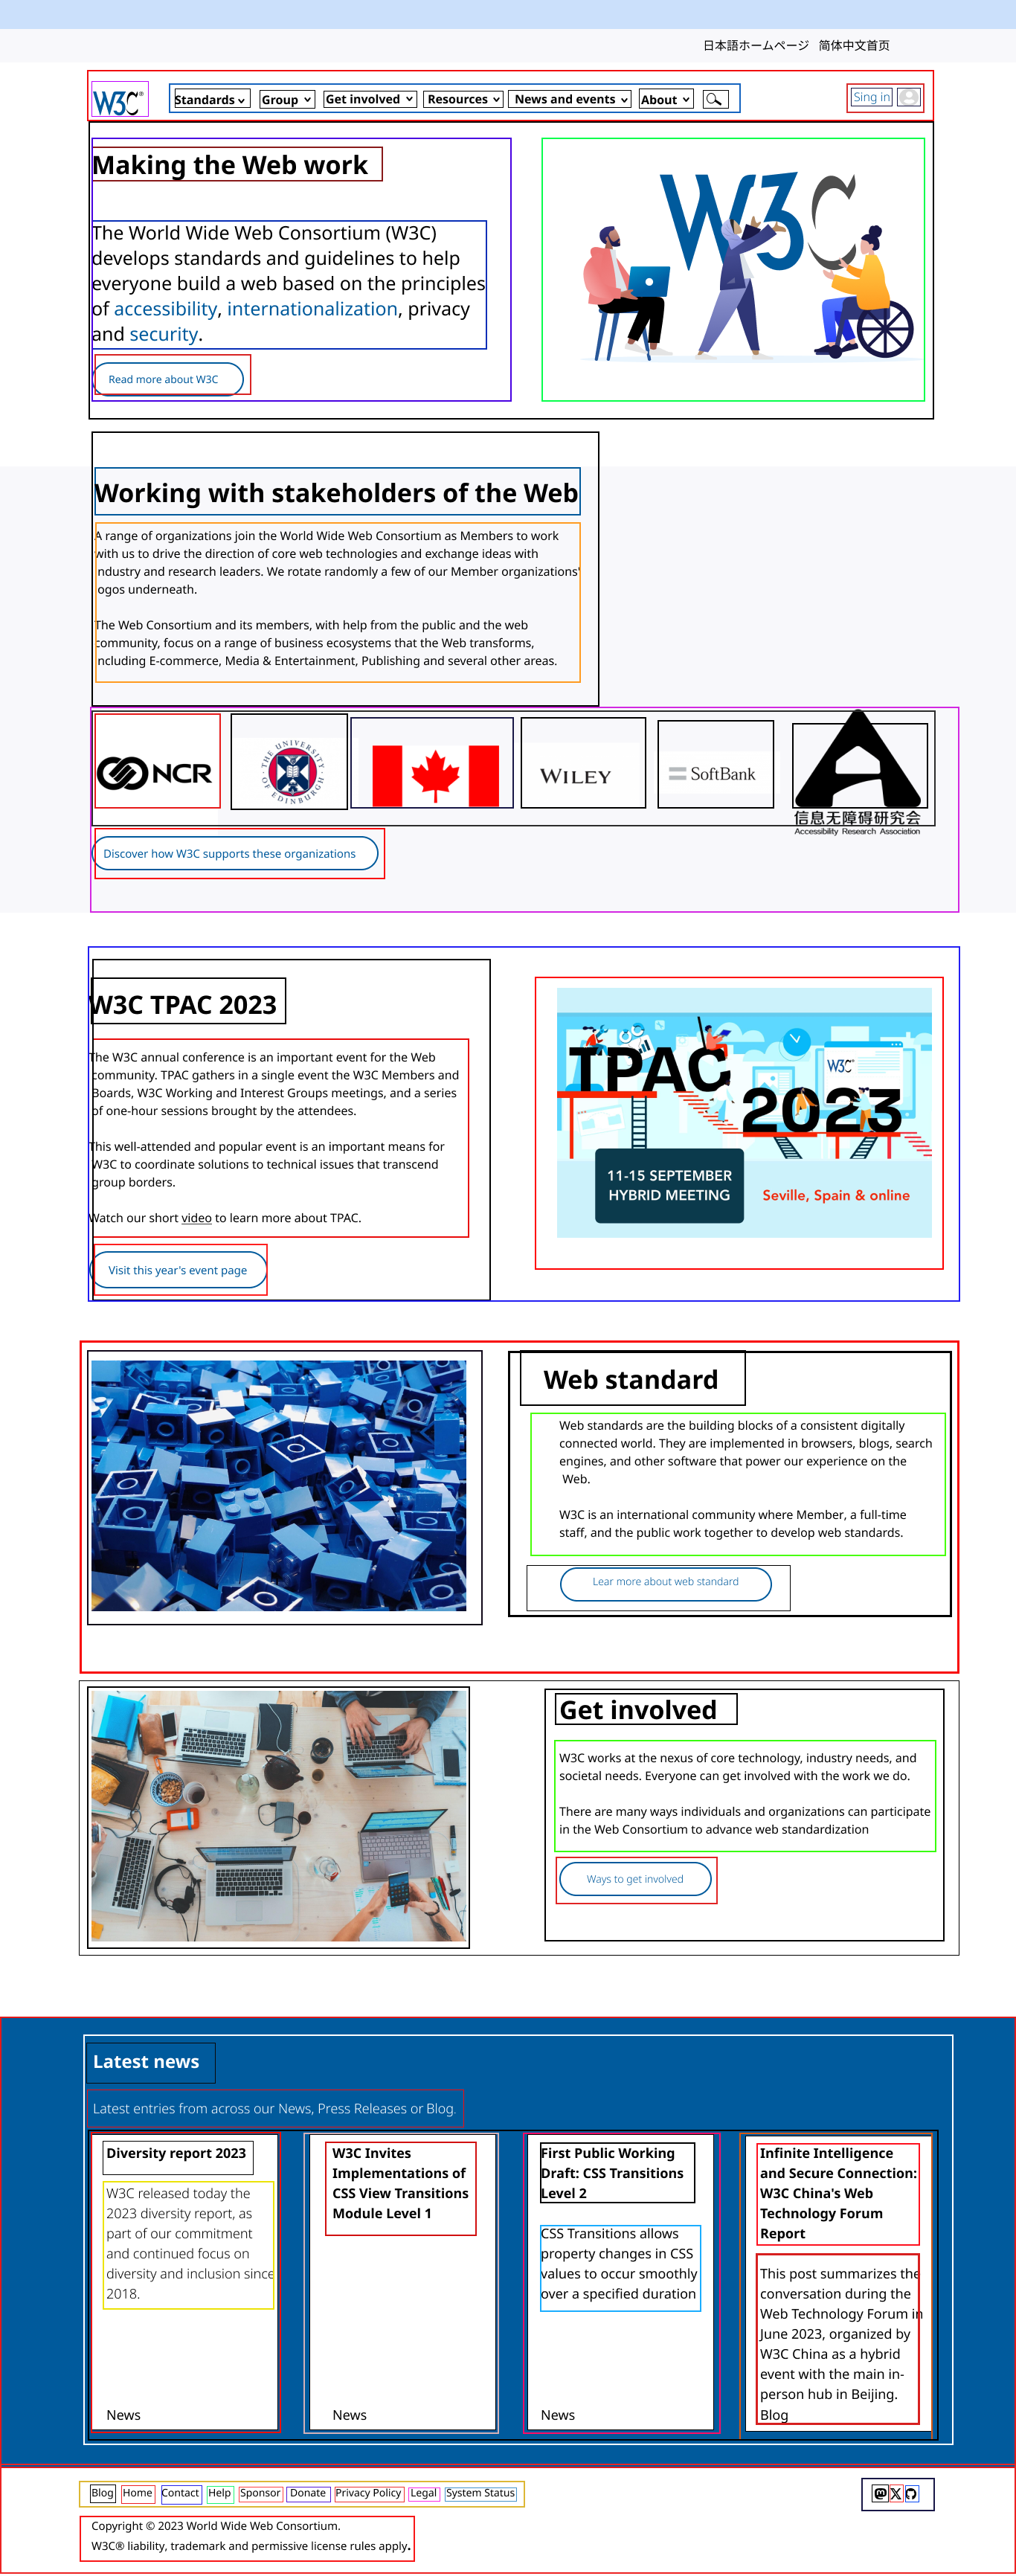 日本語ホームページ 简体中文首页
W3C®
Standards Group Get involved Resources News and events About
Sing in
Making the Web work
The World Wide Web Consortium (W3C)
develops standards and guidelines to help
everyone build a web based on the principles
of accessibility, internationalization, privacy
and security.
Read more about W3C
W3C
Working with stakeholders of the Web
A range of organizations join the World Wide Web Consortium as Members to work
with us to drive the direction of core web technologies and exchange ideas with
industry and research leaders. We rotate randomly a few of our Member organizations'
logos underneath.
The Web Consortium and its members, with help from the public and the web
community, focus on a range of business ecosystems that the Web transforms,
including E-commerce, Media & Entertainment, Publishing and several other areas.
NCR
THE UNIVERSITY OF EDINBURGH
WILEY
SoftBank
信息无障碍研究会
Accessibility Research Association
Discover how W3C supports these organizations
W3C TPAC 2023
The W3C annual conference is an important event for the Web
community. TPAC gathers in a single event the W3C Members and
Boards, W3C Working and Interest Groups meetings, and a series
of one-hour sessions brought by the attendees.
This well-attended and popular event is an important means for
W3C to coordinate solutions to technical issues that transcend
group borders.
Watch our short video to learn more about TPAC.
Visit this year's event page
TPAC
W3C®
2023
11-15 SEPTEMBER
HYBRID MEETING
Seville, Spain & online
Web standard
Web standards are the building blocks of a consistent digitally
connected world. They are implemented in browsers, blogs, search
engines, and other software that power our experience on the
Web.
W3C is an international community where Member, a full-time
staff, and the public work together to develop web standards.
Lear more about web standard
Get involved
W3C works at the nexus of core technology, industry needs, and
societal needs. Everyone can get involved with the work we do.
There are many ways individuals and organizations can participate
in the Web Consortium to advance web standardization
Ways to get involved
Latest news
Latest entries from across our News, Press Releases or Blog.
Diversity report 2023
W3C released today the
2023 diversity report, as
part of our commitment
and continued focus on
diversity and inclusion since
2018.
News
W3C Invites
Implementations of
CSS View Transitions
Module Level 1
News
First Public Working
Draft: CSS Transitions
Level 2
CSS Transitions allows
property changes in CSS
values to occur smoothly
over a specified duration
News
Infinite Intelligence
and Secure Connection:
W3C China's Web
Technology Forum
Report
This post summarizes the
conversation during the
Web Technology Forum in
June 2023, organized by
W3C China as a hybrid
event with the main in-
person hub in Beijing.
Blog
Blog Home Contact Help Sponsor Donate Privacy Policy Legal System Status
Copyright © 2023 World Wide Web Consortium.
W3C® liability, trademark and permissive license rules apply.